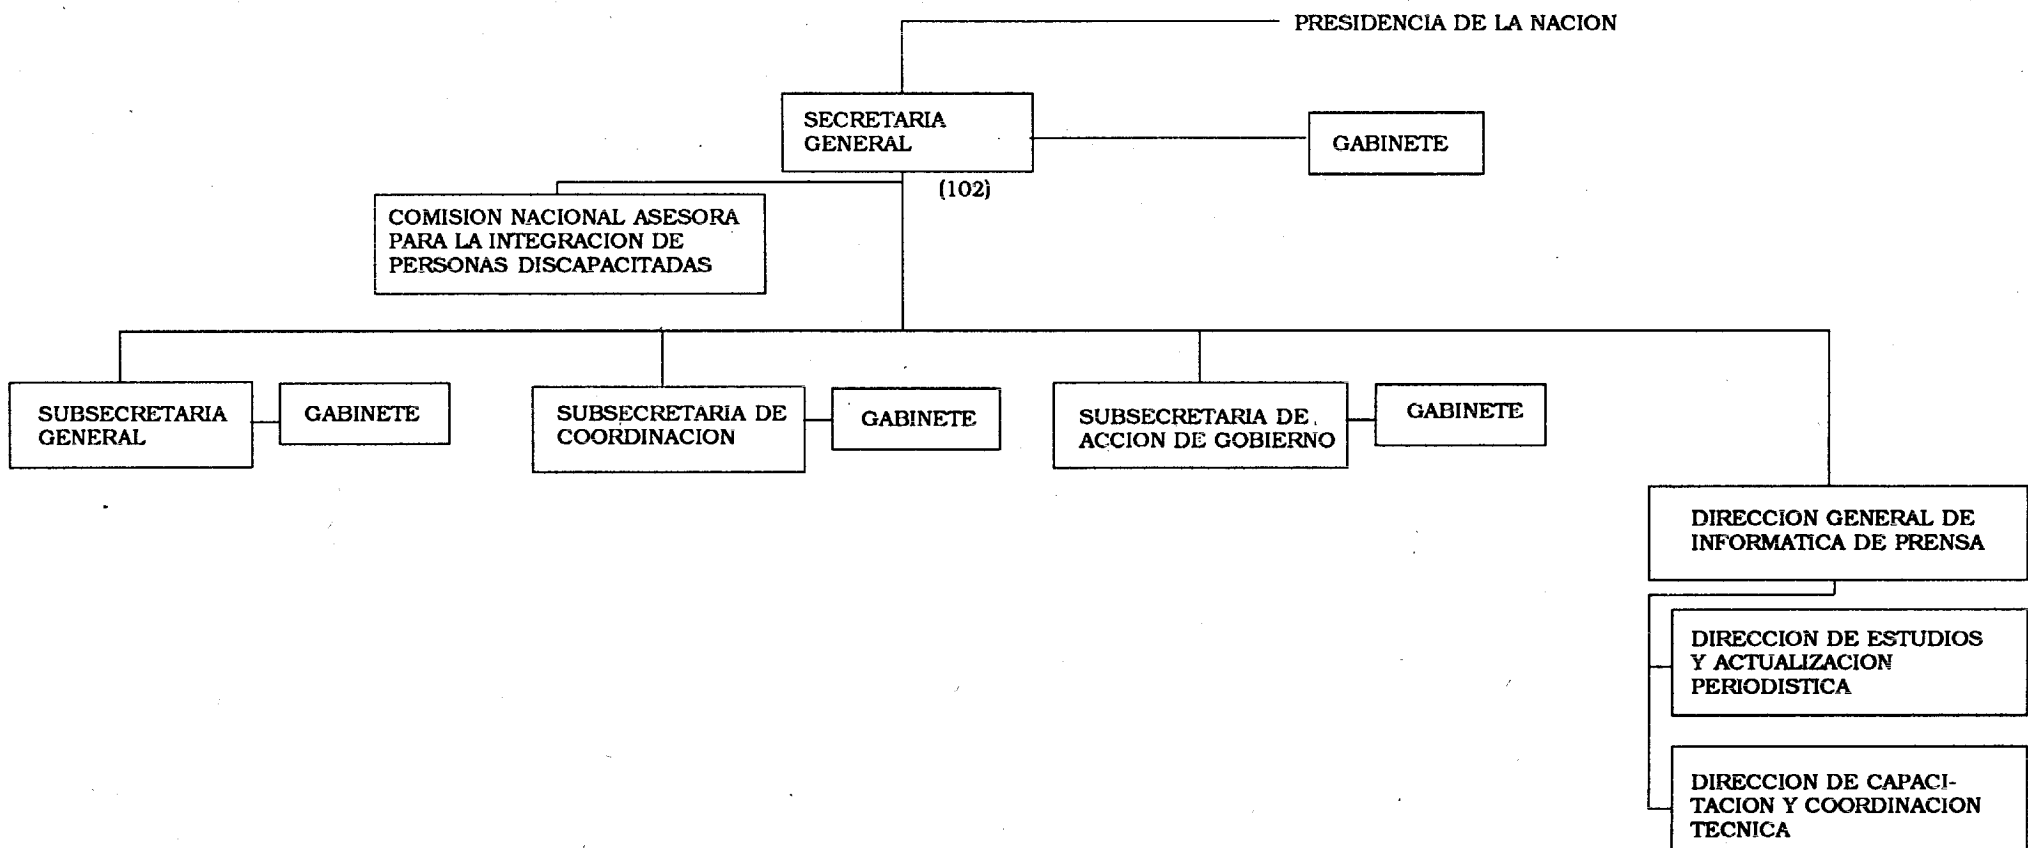 PRESIDENCIA DE LA NACION
SECRETARIA
GENERAL
GABINETE
(102)
COMISION NACIONAL ASESORA
PARA LA INTEGRACION DE
PERSONAS DISCAPACITADAS
SUBSECRETARIA
GENERAL
GABINETE
SUBSECRETARIA DE
COORDINACION
GABINETE
SUBSECRETARIA DE
ACCION DE GOBIERNO
GABINETE
DIRECCION GENERAL DE
INFORMATICA DE PRENSA
DIRECCION DE ESTUDIOS
Y ACTUALIZACION
PERIODISTICA
DIRECCION DE CAPACI-
TACION Y COORDINACION
TECNICA